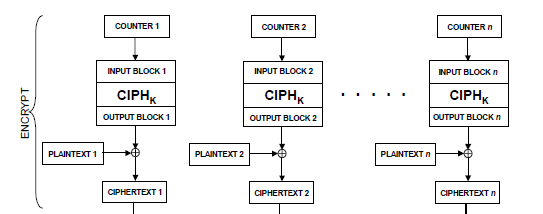 ENCRYPT
COUNTER 1
INPUT BLOCK 1
CIPHK
OUTPUT BLOCK 1
PLAINTEXT 1
CIPHERTEXT 1
COUNTER 2
INPUT BLOCK 2
CIPHK
OUTPUT BLOCK 2
PLAINTEXT 2
CIPHERTEXT 2
. . . . .
COUNTER n
INPUT BLOCK n
CIPHK
OUTPUT BLOCK n
PLAINTEXT n
CIPHERTEXT n